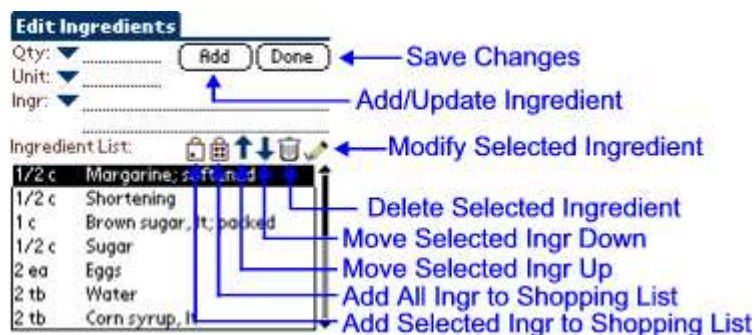 Edit Ingredients
Qty: Add Done Save Changes
Unit:
Ingr: Add/Update Ingredient
Ingredient List: Modify Selected Ingredient
1/2 c Margarine; softened
1/2 c Shortening
Delete Selected Ingredient
1 c Brown sugar, lt; packed
Move Selected Ingr Down
1/2 c Sugar
2 ea Eggs Move Selected Ingr Up
2 tb Water Add All Ingr to Shopping List
2 tb Corn syrup, lt Add Selected Ingr to Shopping List